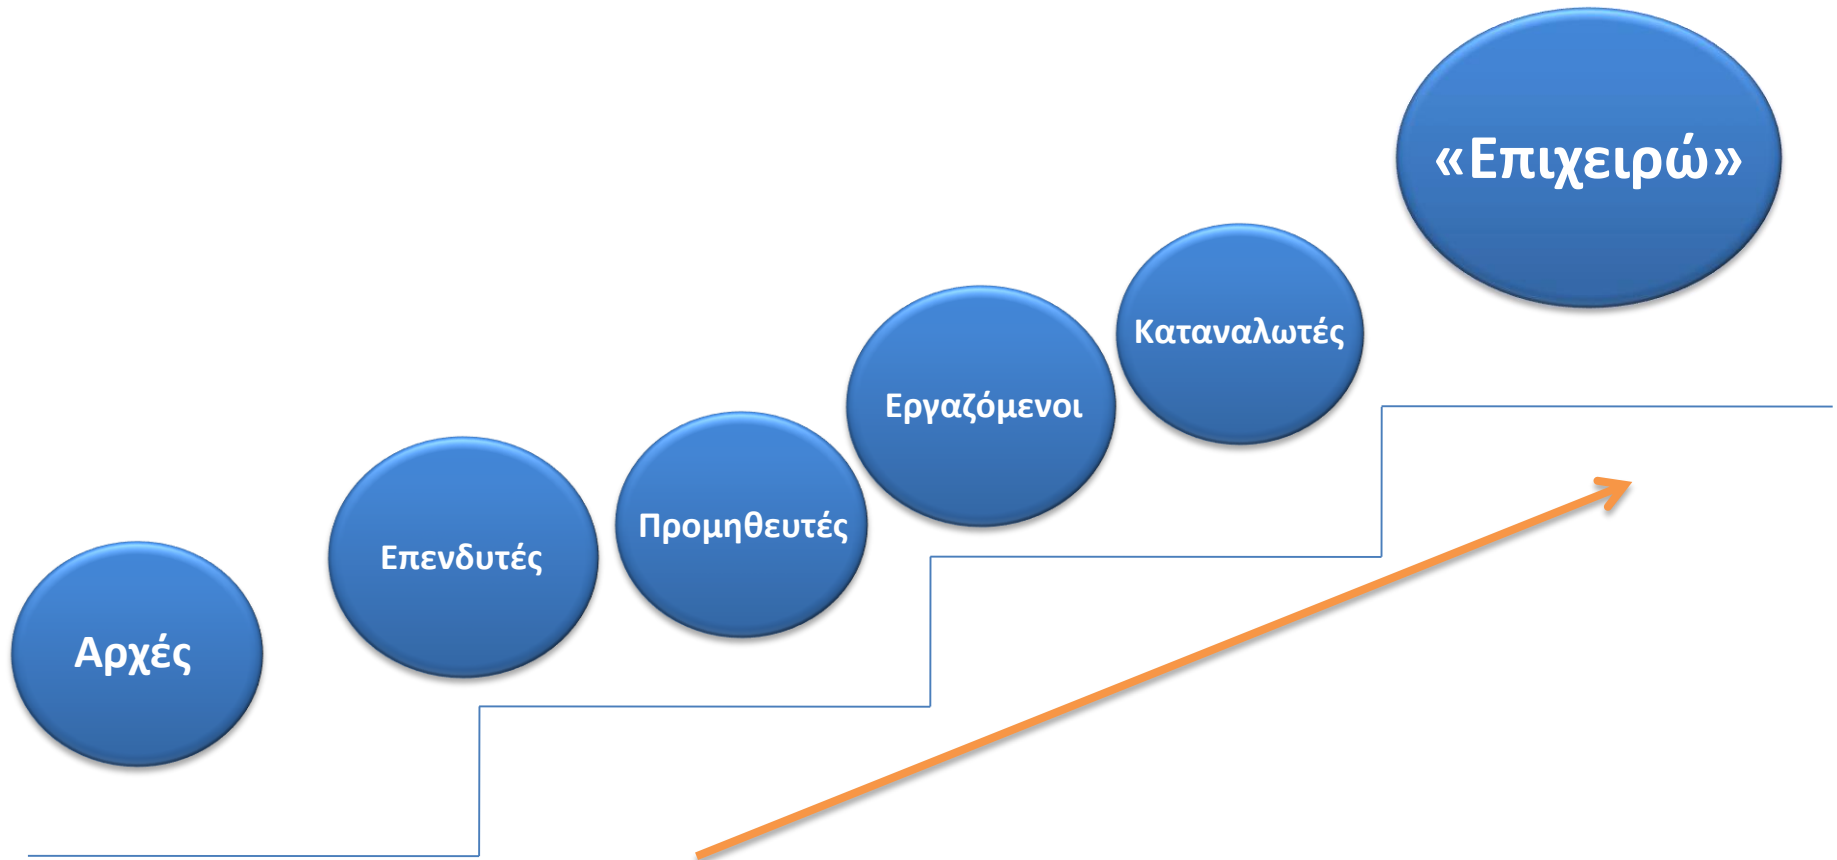 Αρχές
Επενδυτές
Προμηθευτές
Εργαζόμενοι
Καταναλωτές
«Επιχειρώ»